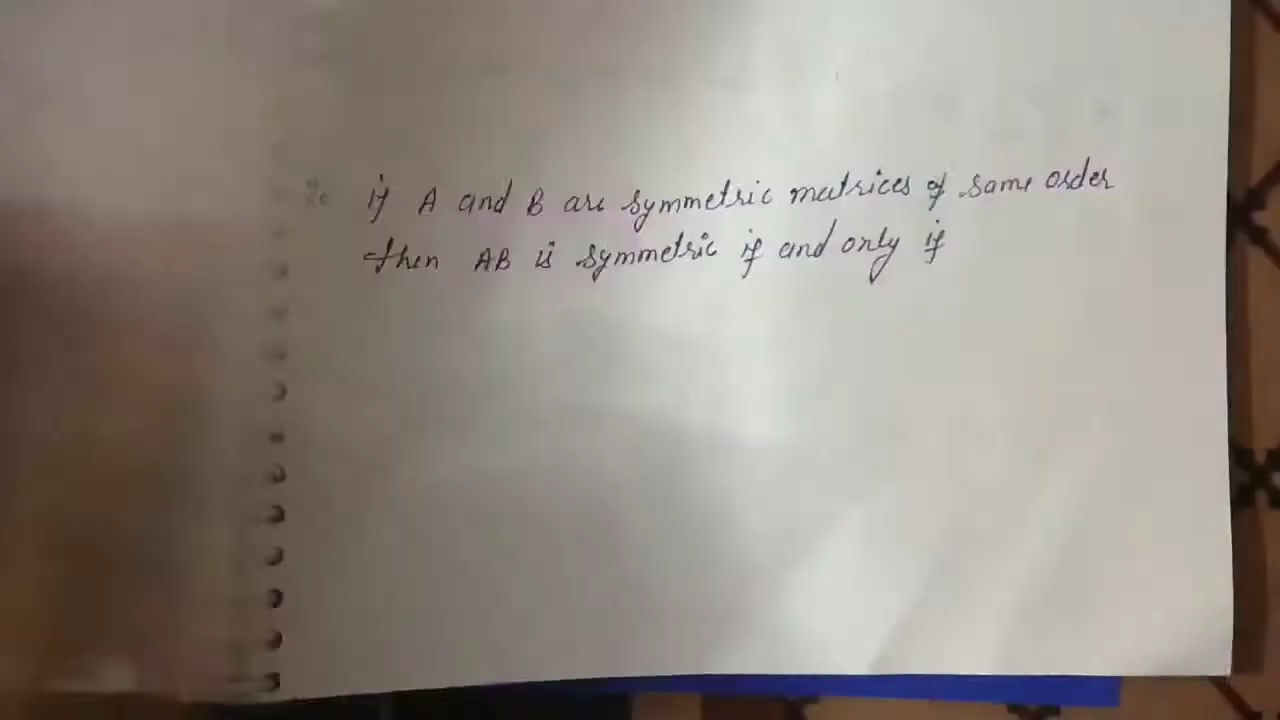 if A and B are symmetric matrices of same order
then AB is symmetric if and only if